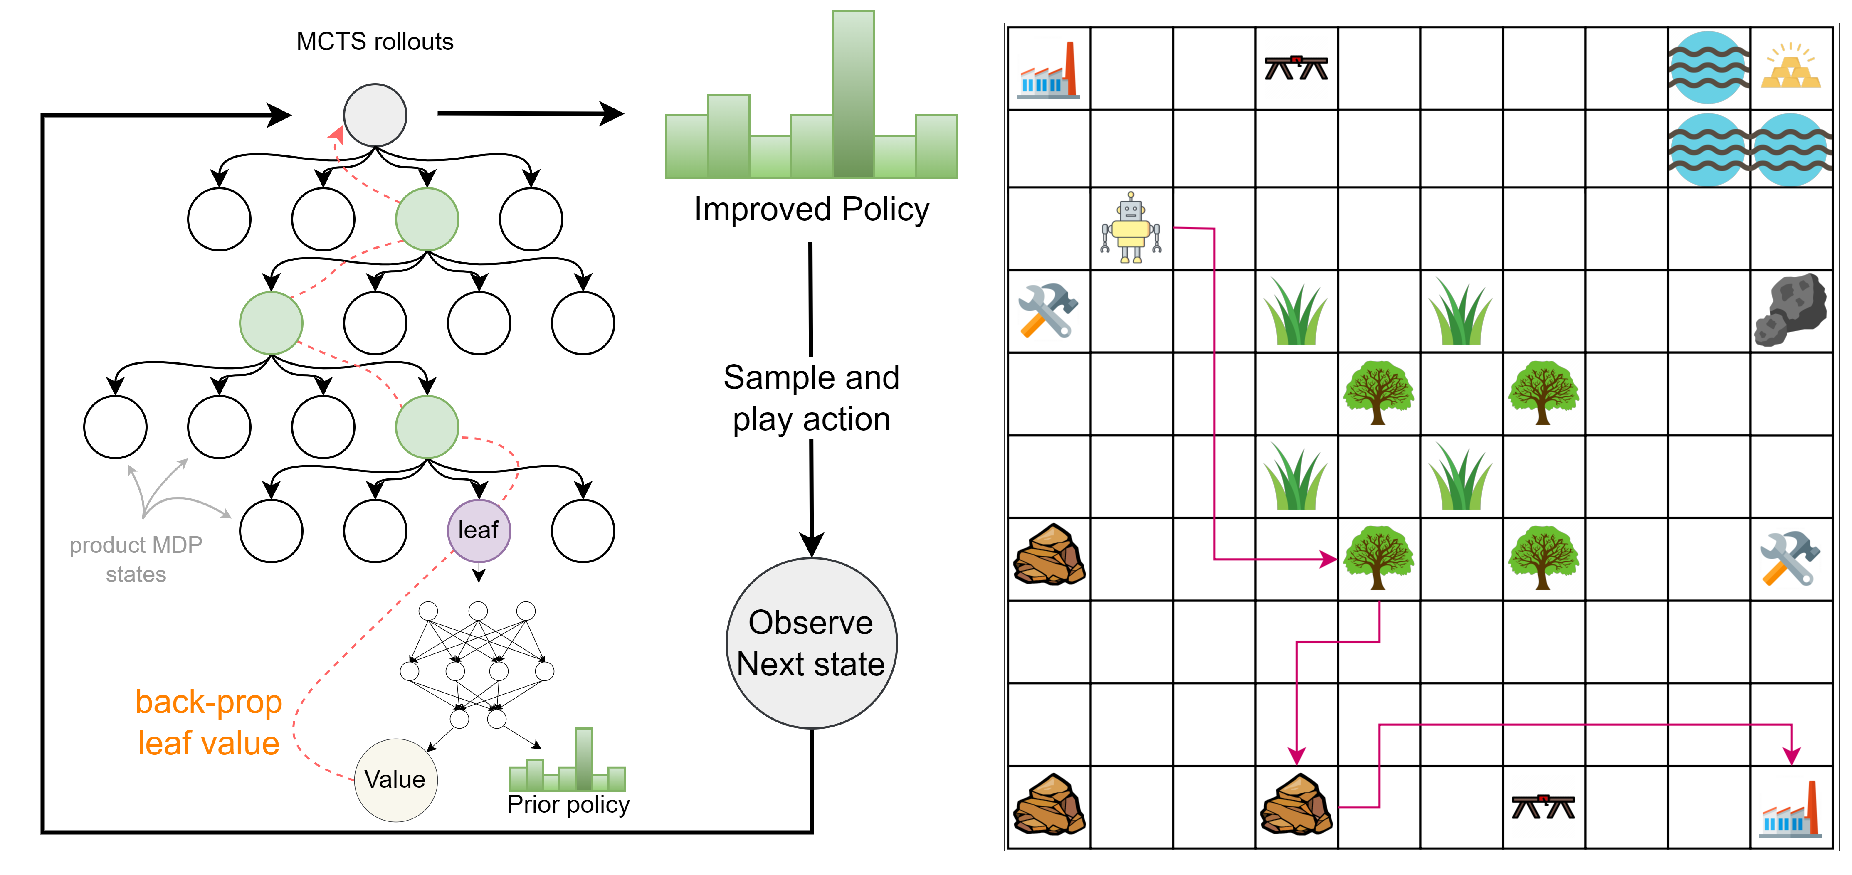 MCTS rollouts
Improved Policy
Sample and
play action
leaf
product MDP
states
Observe
Next state
back-prop
leaf value
Value
Prior policy